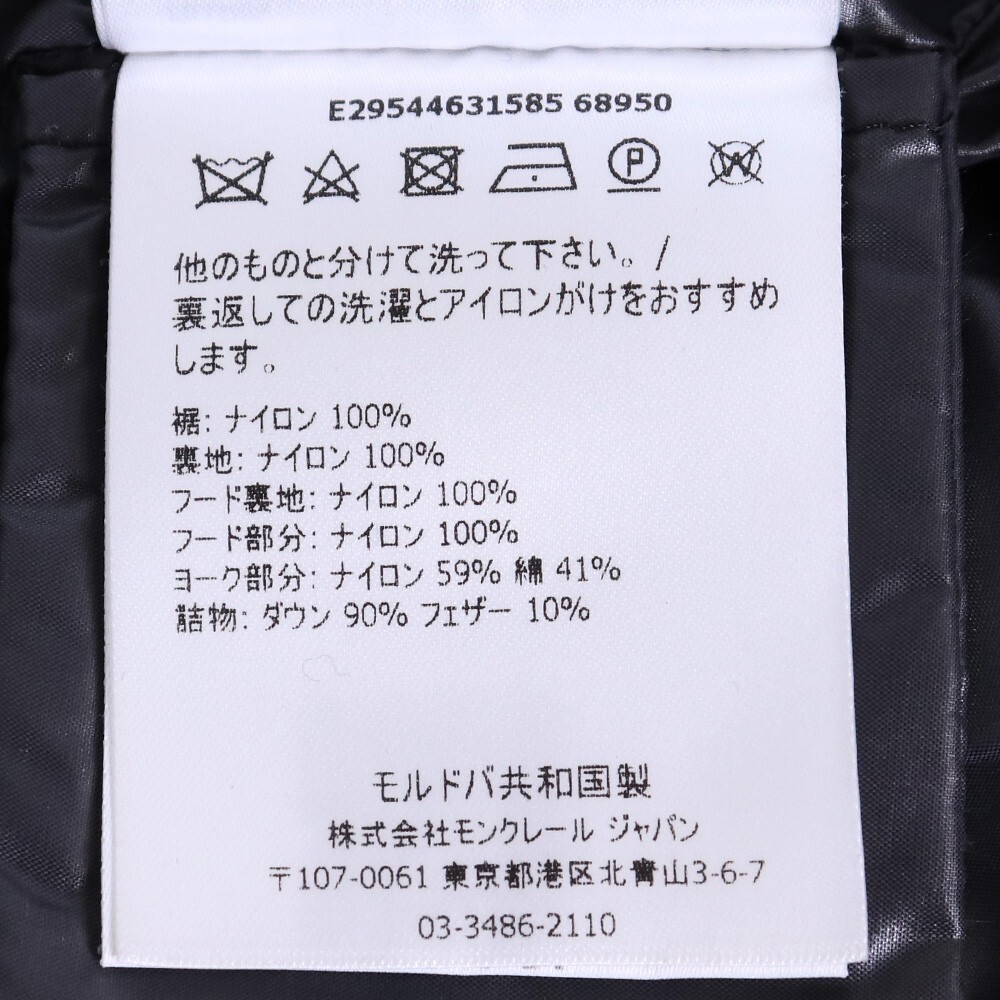 E29544631585 68950
P
W
他のものと分けて洗って下さい。/
裏返しての洗濯とアイロンがけをおすすめ
します。
裾: ナイロン 100%
裏地: ナイロン 100%
フード裏地: ナイロン 100%
フード部分: ナイロン 100%
ヨーク部分: ナイロン 59% 綿 41%
詰物: ダウン 90% フェザー 10%
モルドバ共和国製
株式会社モンクレール ジャパン
〒107-0061 東京都港区北青山3-6-7
03-3486-2110